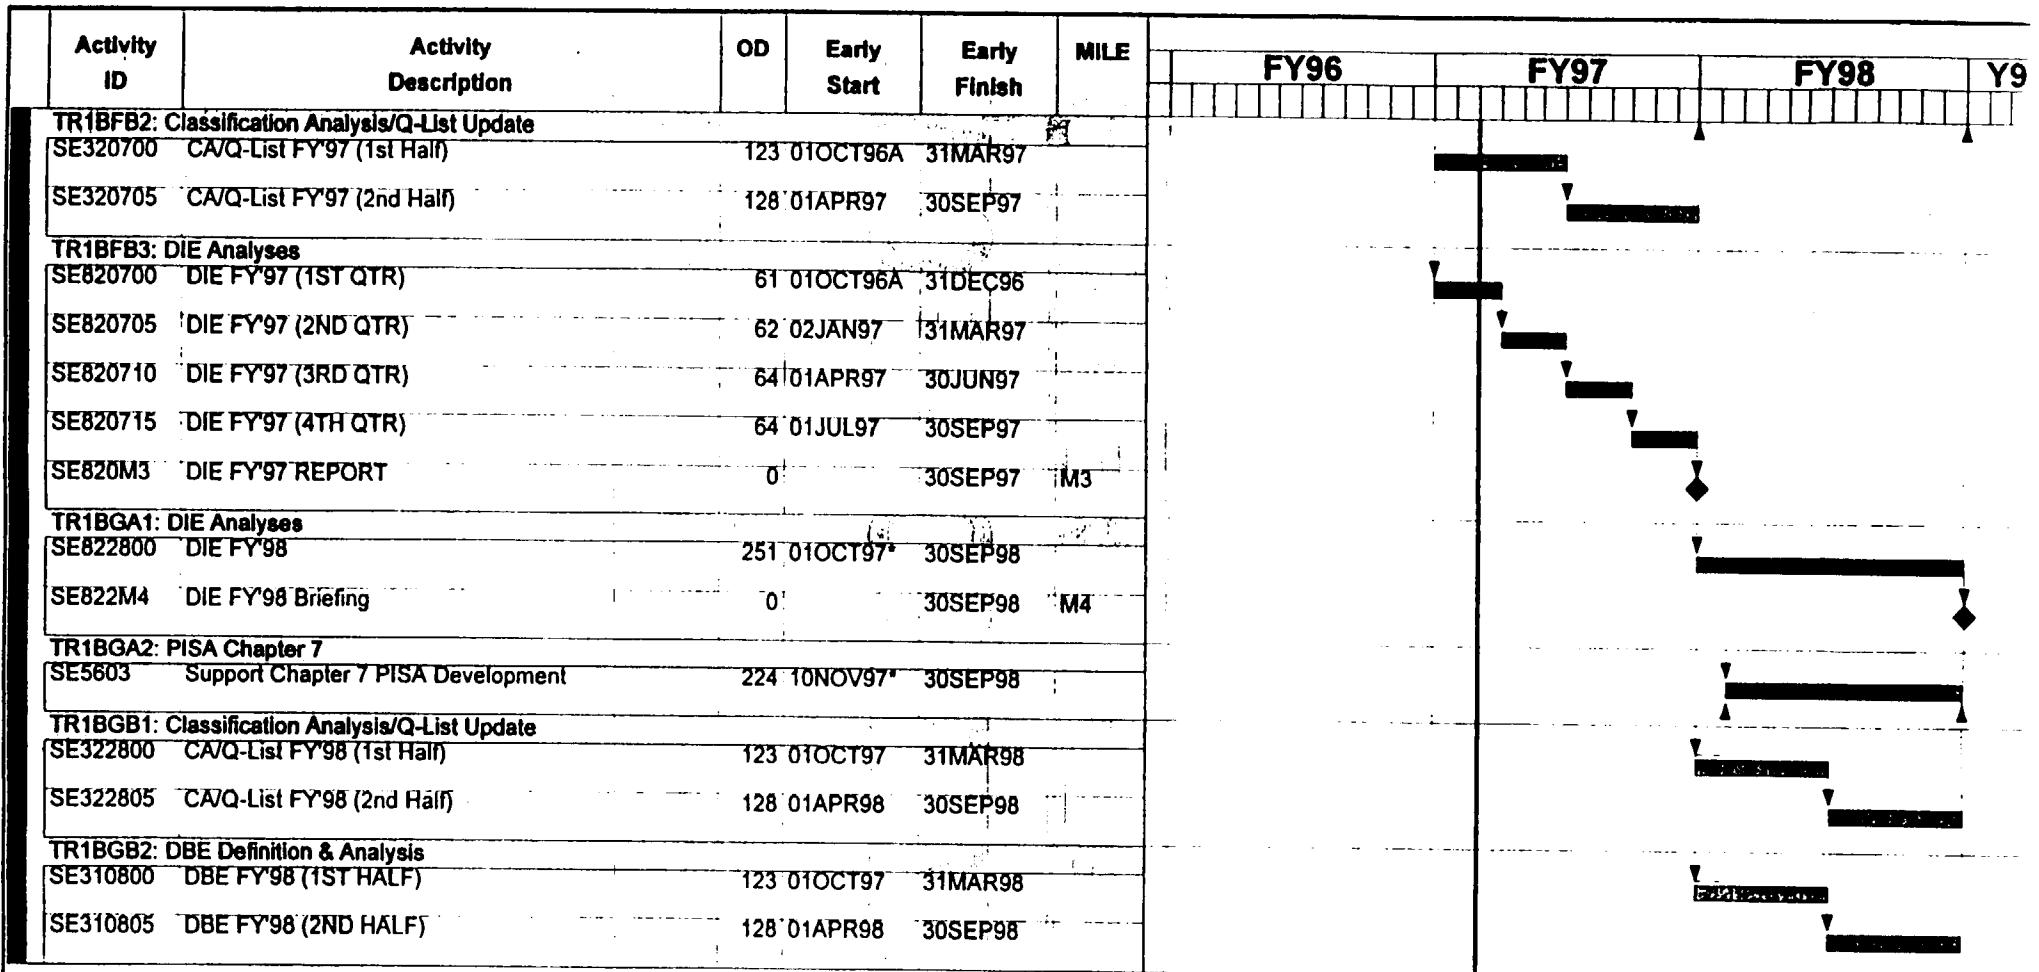 Activity ID Activity Description OD Early Start Early Finish MILE FY96 FY97 FY98 Y9
TR1BFB2: Classification Analysis/Q-List Update
SE320700 CA/Q-List FY'97 (1st Half) 123 01OCT96A 31MAR97
SE320705 CA/Q-List FY'97 (2nd Half) 128 01APR97 30SEP97
TR1BFB3: DIE Analyses
SE820700 DIE FY'97 (1ST QTR) 61 01OCT96A 31DEC96
SE820705 DIE FY'97 (2ND QTR) 62 02JAN97 31MAR97
SE820710 DIE FY'97 (3RD QTR) 64 01APR97 30JUN97
SE820715 DIE FY'97 (4TH QTR) 64 01JUL97 30SEP97
SE820M3 DIE FY'97 REPORT 0 30SEP97 M3
TR1BGA1: DIE Analyses
SE822800 DIE FY'98 251 01OCT97* 30SEP98
SE822M4 DIE FY'98 Briefing 0 30SEP98 M4
TR1BGA2: PISA Chapter 7
SE5603 Support Chapter 7 PISA Development 224 10NOV97* 30SEP98
TR1BGB1: Classification Analysis/Q-List Update
SE322800 CA/Q-List FY'98 (1st Half) 123 01OCT97 31MAR98
SE322805 CA/Q-List FY'98 (2nd Half) 128 01APR98 30SEP98
TR1BGB2: DBE Definition & Analysis
SE310800 DBE FY'98 (1ST HALF) 123 01OCT97 31MAR98
SE310805 DBE FY'98 (2ND HALF) 128 01APR98 30SEP98